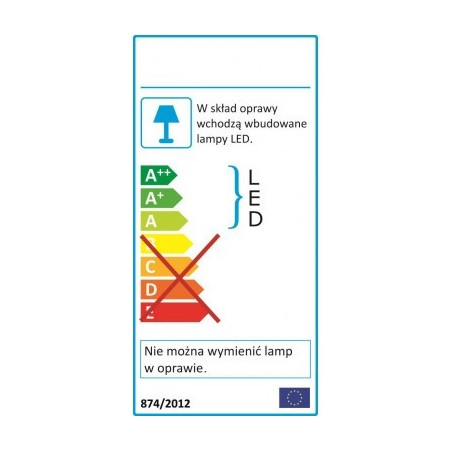 W skład oprawy
wchodzą wbudowane
lampy LED.
A++
A+
A
C
D
E
L
E
D
Nie można wymienić lamp
w oprawie.
874/2012